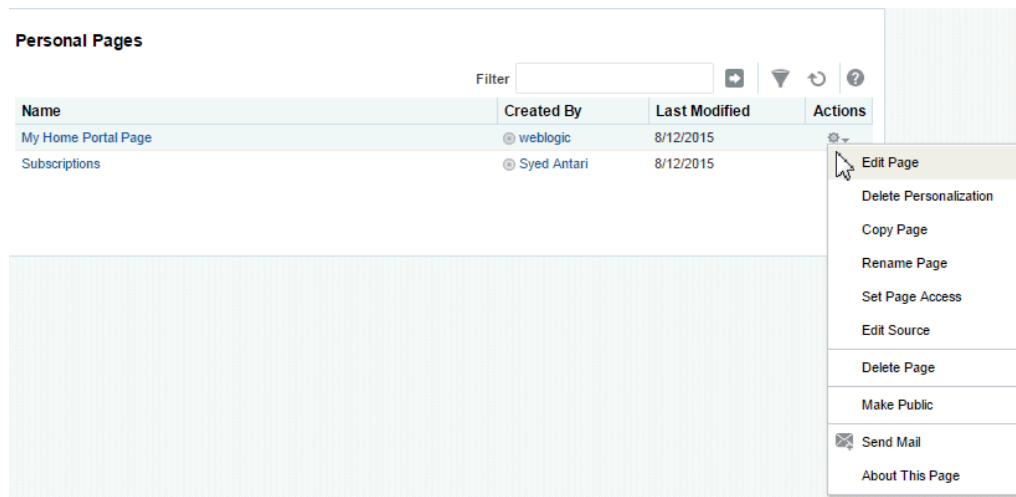 Personal Pages
Filter
Name Created By Last Modified Actions
My Home Portal Page weblogic 8/12/2015
Subscriptions Syed Antari 8/12/2015
Edit Page
Delete Personalization
Copy Page
Rename Page
Set Page Access
Edit Source
Delete Page
Make Public
Send Mail
About This Page